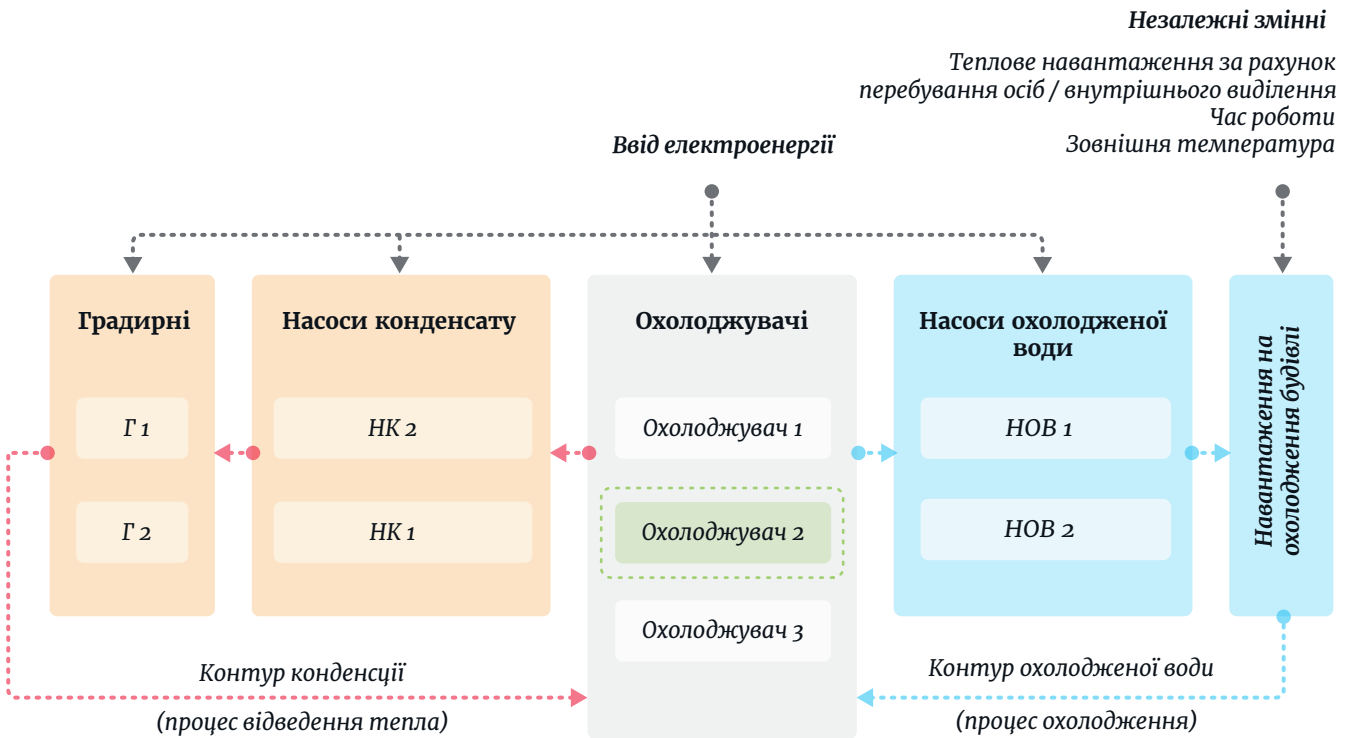 Незалежні змінні
Теплове навантаження за рахунок
перебування осіб / внутрішнього виділення
Час роботи
Зовнішня температура
Ввід електроенергії
Градирні
Г 1
Г 2
Насоси конденсату
НК 2
НК 1
Охолоджувачі
Охолоджувач 1
Охолоджувач 2
Охолоджувач 3
Насоси охолодженої
води
НОВ 1
НОВ 2
Навантаження на
охолодження будівлі
Контур конденсції
(процес відведення тепла)
Контур охолодженої води
(процес охолодження)